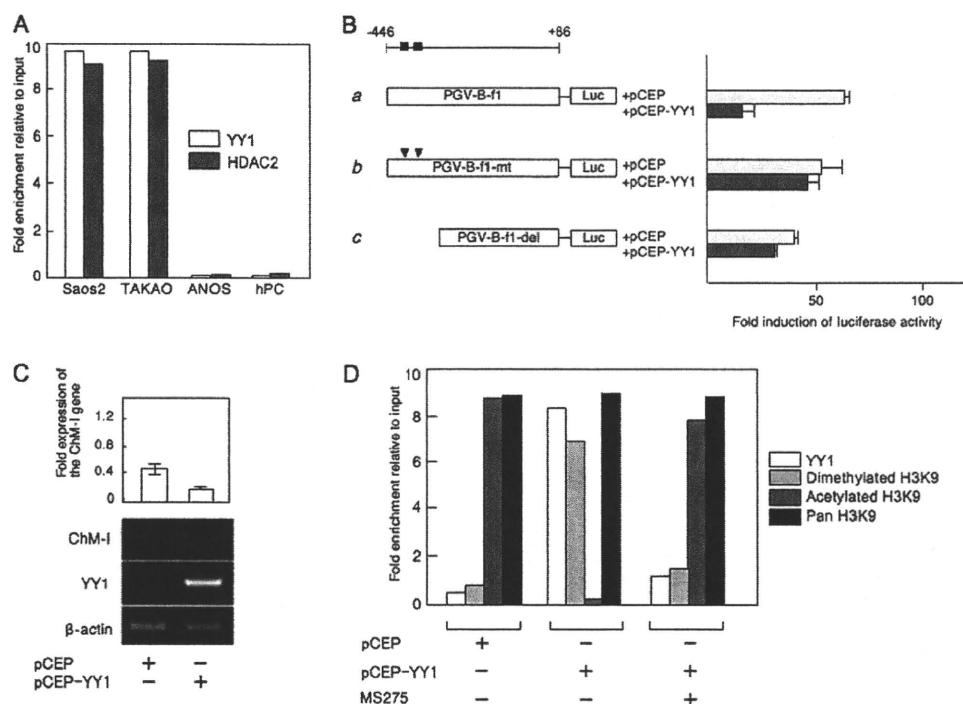 A
Fold enrichment relative to input
10
8
6
4
2
0
YY1
HDAC2
Saos2 TAKAO ANOS hPC
B
-446 +86
a PGV-B-f1 Luc +pCEP
+pCEP-YY1
b PGV-B-f1-mt Luc +pCEP
+pCEP-YY1
c PGV-B-f1-del Luc +pCEP
+pCEP-YY1
50 100
Fold induction of luciferase activity
C
Fold expression of
the ChM-I gene
1.2
0.8
0.4
0
ChM-I
YY1
β-actin
pCEP + −
pCEP-YY1 − +
D
Fold enrichment relative to input
10
8
6
4
2
0
YY1
Dimethylated H3K9
Acetylated H3K9
Pan H3K9
pCEP + − −
pCEP-YY1 − + +
MS275 − − +